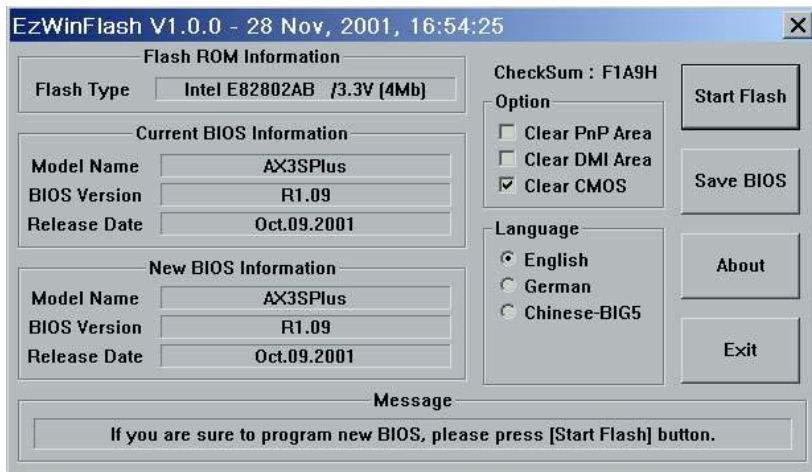 EzWinFlash V1.0.0 - 28 Nov, 2001, 16:54:25
Flash ROM Information
Flash Type Intel E82802AB /3.3V (4Mb)
Current BIOS Information
Model Name AX3SPlus
BIOS Version R1.09
Release Date Oct.09.2001
New BIOS Information
Model Name AX3SPlus
BIOS Version R1.09
Release Date Oct.09.2001
CheckSum : F1A9H
Option
Clear PnP Area
Clear DMI Area
Clear CMOS
Language
English
German
Chinese-BIG5
Start Flash
Save BIOS
About
Exit
Message
If you are sure to program new BIOS, please press [Start Flash] button.